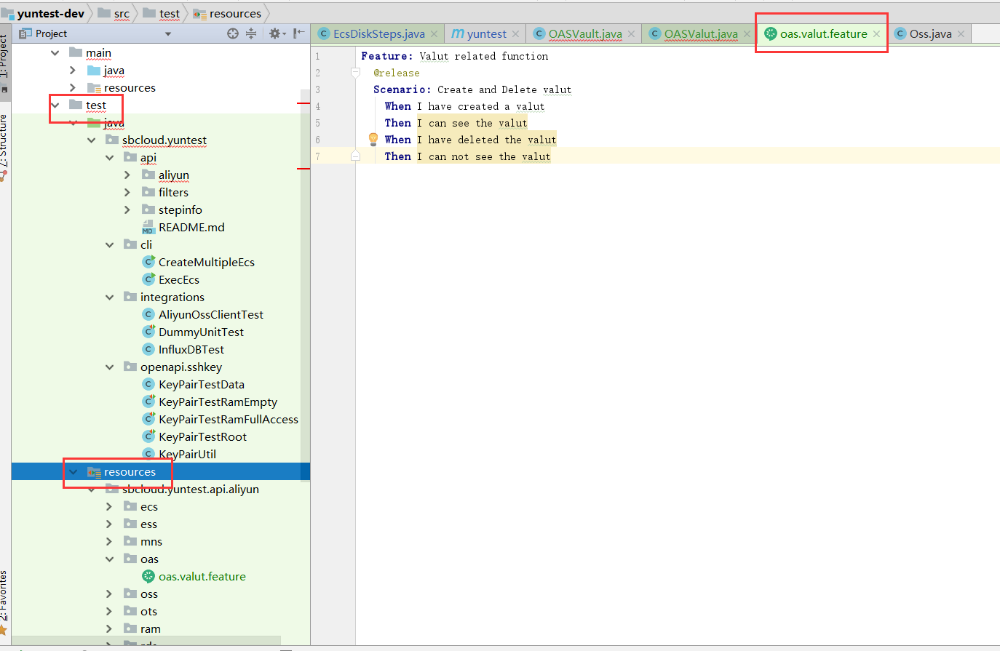 yuntest-dev src test resources
1: Project
Project
EcsDiskSteps.java yuntest OASVault.java OASValut.java oas.valut.feature Oss.java
main
java
resources
test
java
sbcloud.yuntest
api
aliyun
filters
stepinfo
MD README.md
cli
CreateMultipleEcs
ExecEcs
integrations
AliyunOssClientTest
DummyUnitTest
InfluxDBTest
openapi.sshkey
KeyPairTestData
KeyPairTestRamEmpty
KeyPairTestRamFullAccess
KeyPairTestRoot
KeyPairUtil
resources
sbcloud.yuntest.api.aliyun
ecs
ess
mns
oas
oas.valut.feature
oss
ots
ram
rds
Z: Structure
2: Favorites
1 Feature: Valut related function
2 @release
3 Scenario: Create and Delete valut
4 When I have created a valut
5 Then I can see the valut
6 When I have deleted the valut
7 Then I can not see the valut